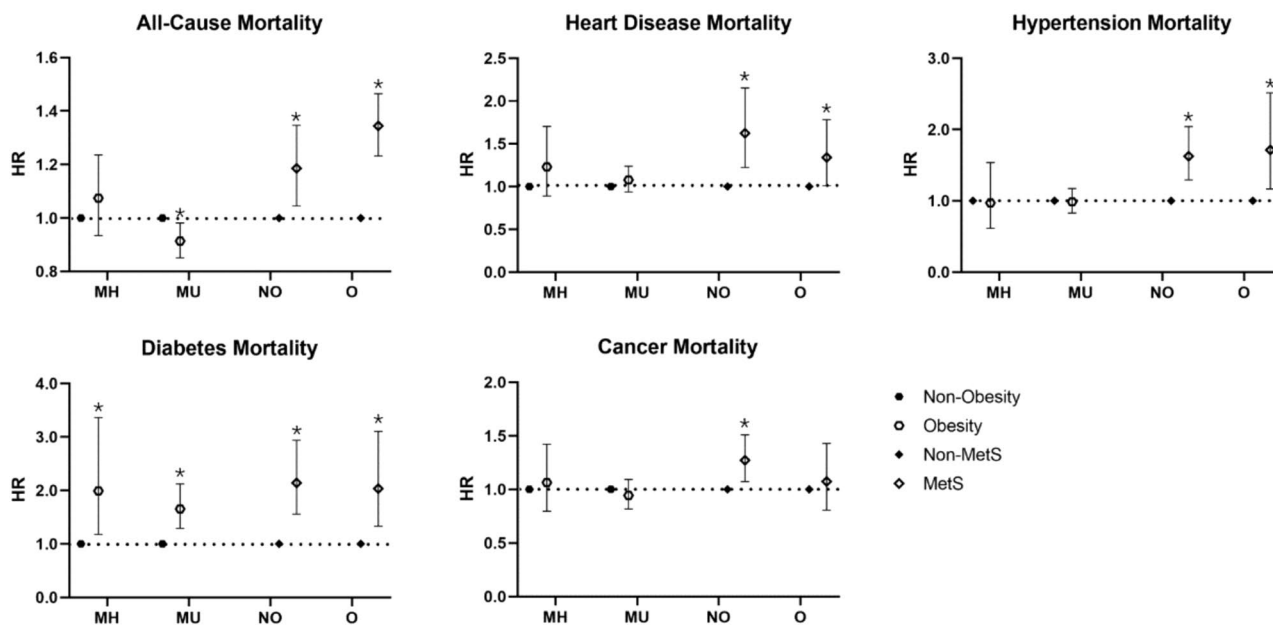 All-Cause Mortality
HR
1.6
1.4
1.2
1.0
0.8
*
*
*
MH MU NO O
Heart Disease Mortality
HR
2.5
2.0
1.5
1.0
0.5
0.0
*
*
MH MU NO O
Hypertension Mortality
HR
3.0
2.0
1.0
0.0
*
*
MH MU NO O
Diabetes Mortality
HR
4.0
3.0
2.0
1.0
0.0
*
*
*
*
MH MU NO O
Cancer Mortality
HR
2.0
1.5
1.0
0.5
0.0
*
MH MU NO O
Non-Obesity
Obesity
Non-MetS
MetS